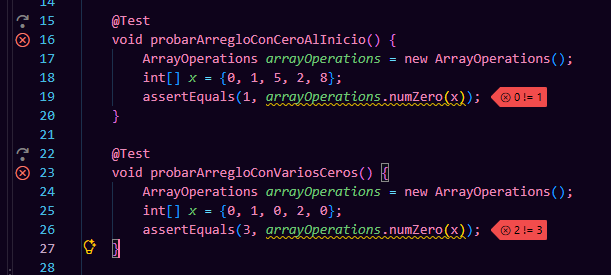 14
15 @Test
16 void probarArregloConCeroAlInicio() {
17 ArrayOperations arrayOperations = new ArrayOperations();
18 int[] x = {0, 1, 5, 2, 8};
19 assertEquals(1, arrayOperations.numZero(x)); 0 != 1
20 }
21
22 @Test
23 void probarArregloConVariosCeros() {
24 ArrayOperations arrayOperations = new ArrayOperations();
25 int[] x = {0, 1, 0, 2, 0};
26 assertEquals(3, arrayOperations.numZero(x)); 2 != 3
27 }
28